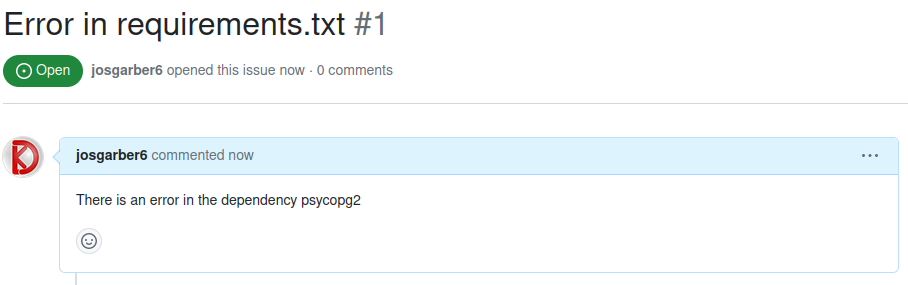 Error in requirements.txt #1
Open josgarber6 opened this issue now · 0 comments
josgarber6 commented now
There is an error in the dependency psycopg2